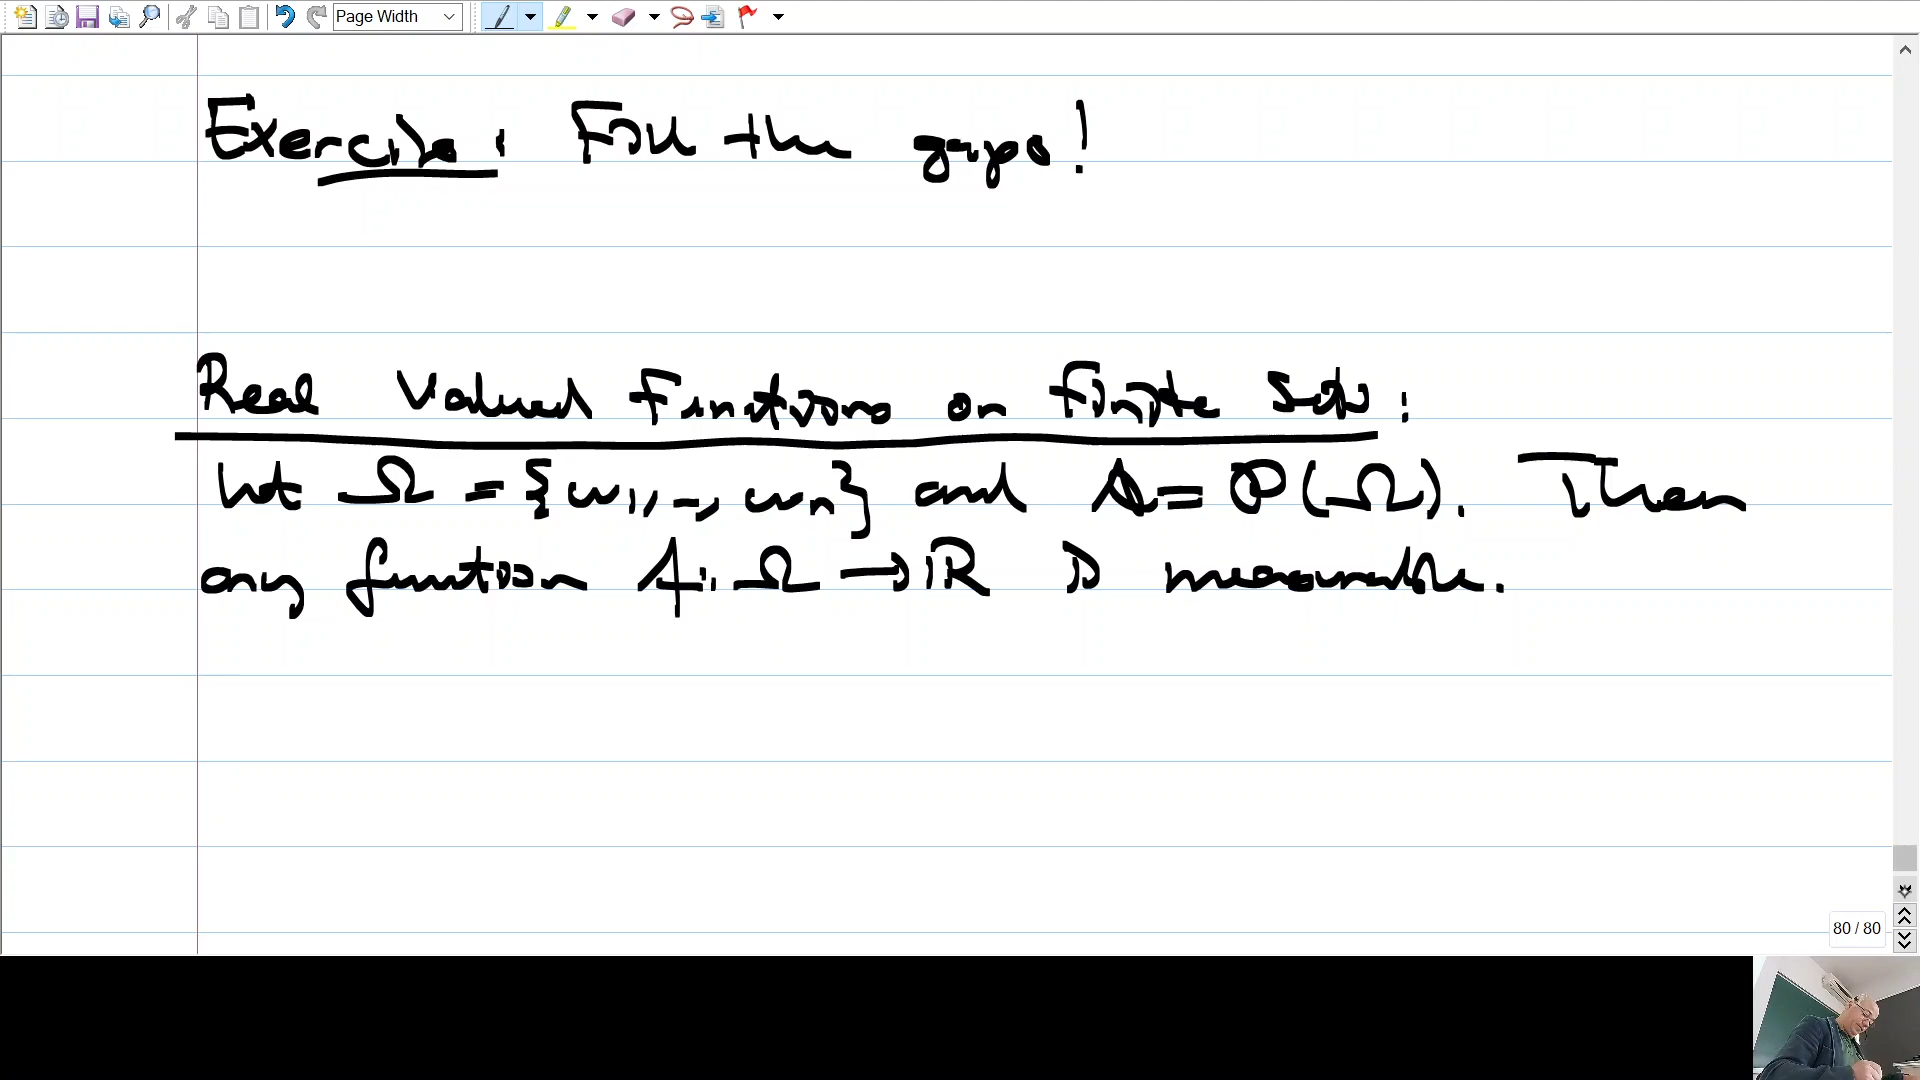 Page Width
Exercise: Fill the gaps!
Real Valued Functions on Finite Sets:
Let Ω = {ω1, –, ωn} and A = P(Ω). Then
any function f: Ω → ℝ is measurable.
80 / 80